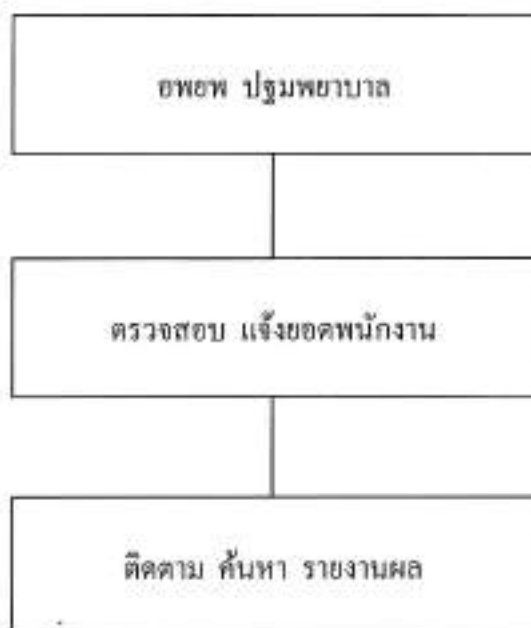 อพยพ ปฐมพยาบาล
ตรวจสอบ แจ้งยอดพนักงาน
ติดตาม ค้นหา รายงานผล